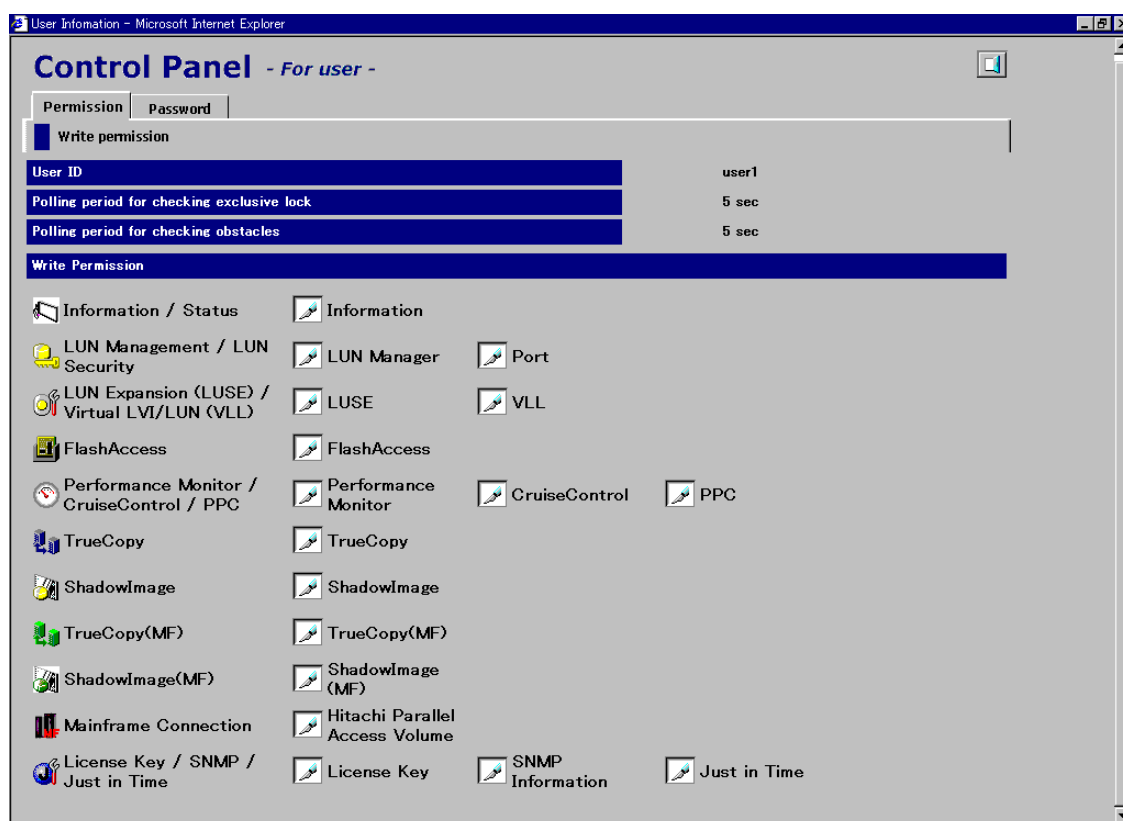 User Infomation - Microsoft Internet Explorer
Control Panel - For user -
Permission Password
Write permission
User ID user1
Polling period for checking exclusive lock 5 sec
Polling period for checking obstacles 5 sec
Write Permission
Information / Status Information
LUN Management / LUN
Security
LUN Manager Port
LUN Expansion (LUSE) /
Virtual LVI/LUN (VLL)
LUSE VLL
FlashAccess FlashAccess
Performance Monitor /
CruiseControl / PPC
Performance
Monitor
CruiseControl PPC
TrueCopy TrueCopy
ShadowImage ShadowImage
TrueCopy(MF) TrueCopy(MF)
ShadowImage(MF)
ShadowImage
(MF)
Mainframe Connection
Hitachi Parallel
Access Volume
License Key / SNMP /
Just in Time
License Key
SNMP
Information
Just in Time